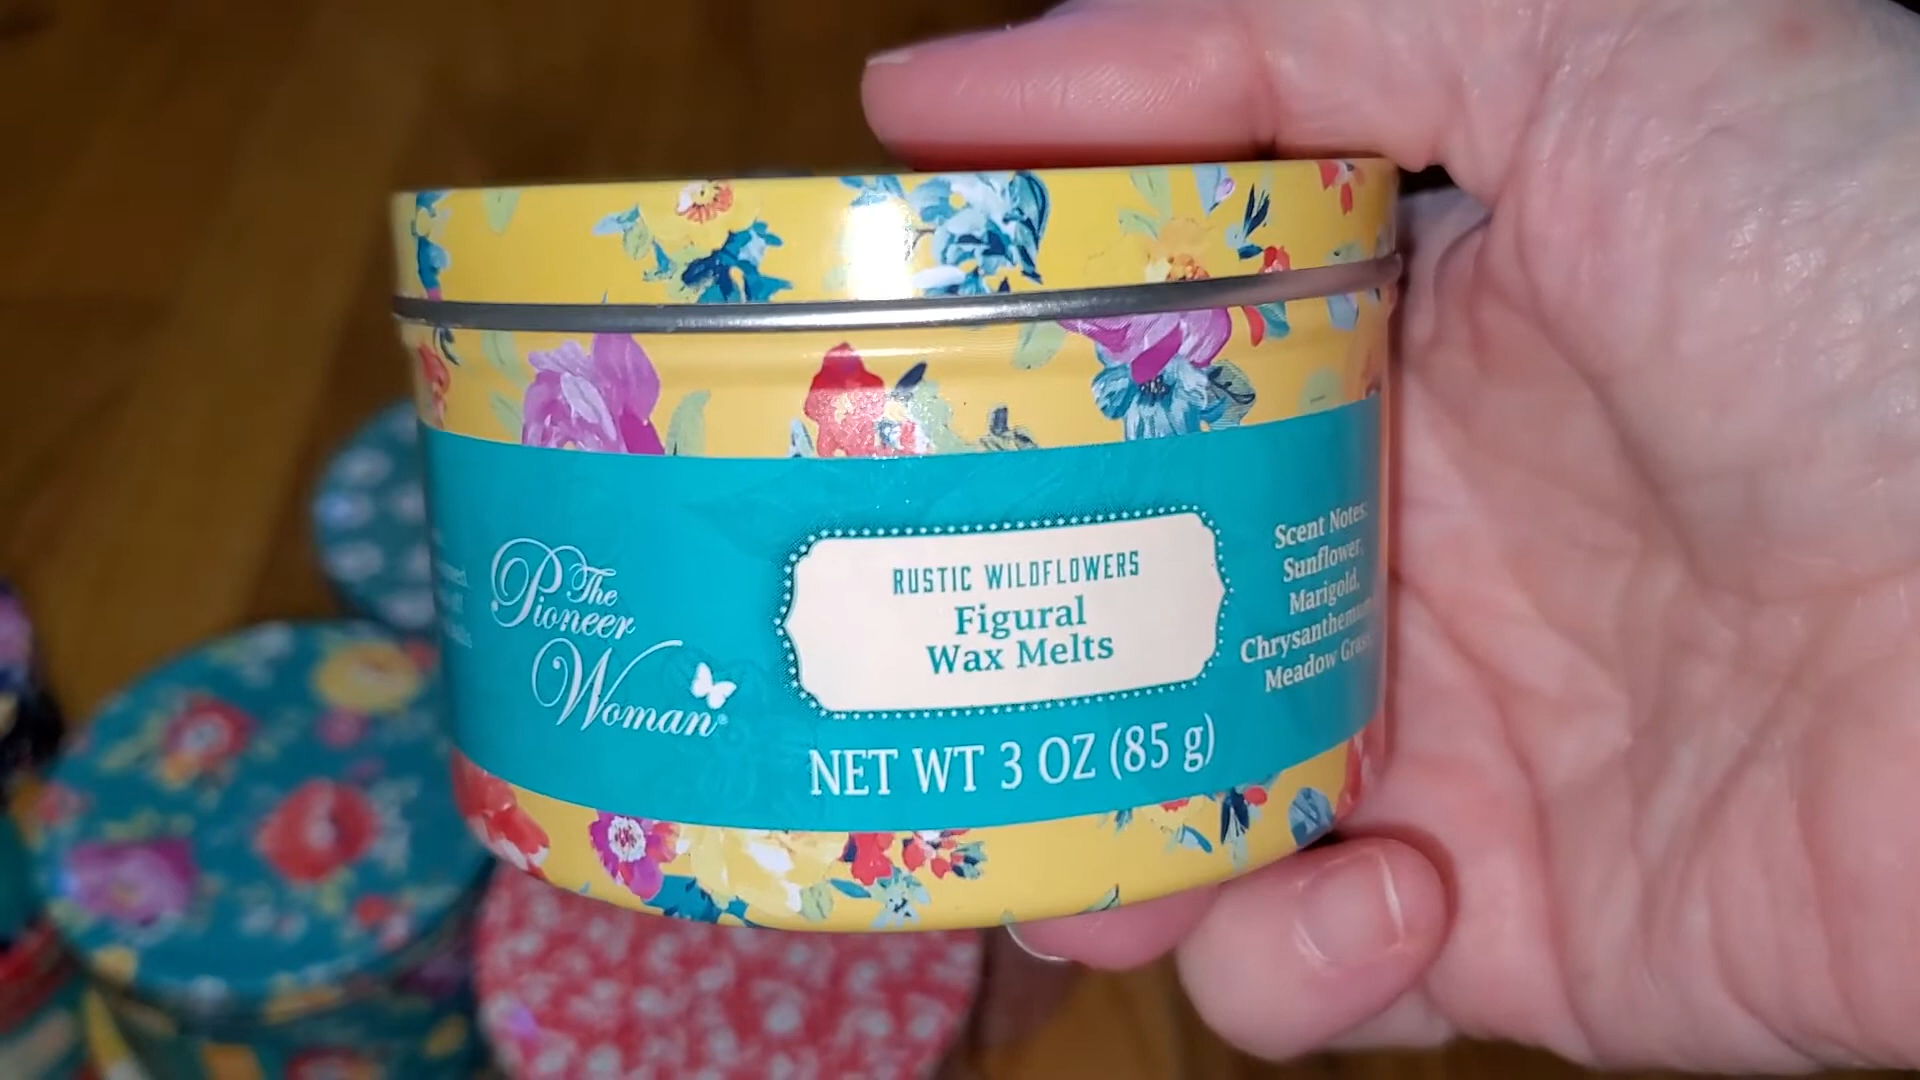 The
Pioneer
Woman®
RUSTIC WILDFLOWERS
Figural
Wax Melts
NET WT 3 OZ (85 g)
Scent Notes:
Sunflower,
Marigold,
Chrysanthemum,
Meadow Grass